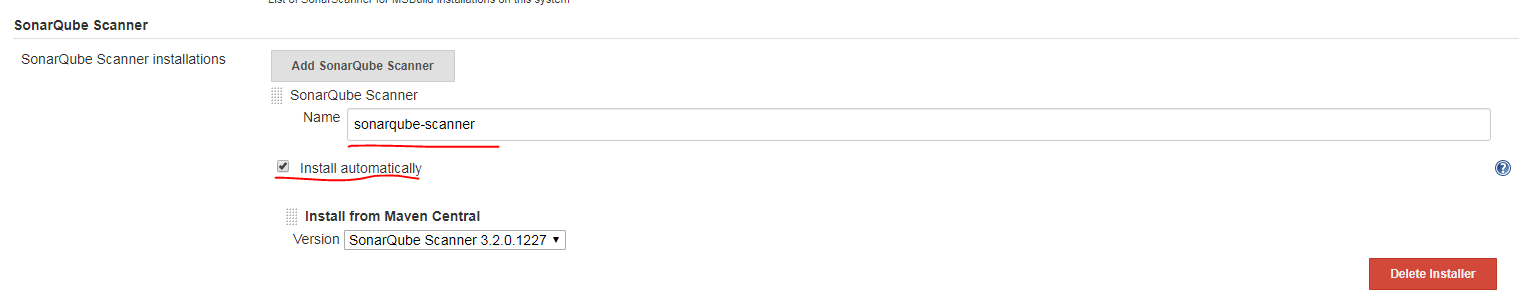 List of SonarScanner for MSBuild installations on this system
SonarQube Scanner
SonarQube Scanner installations
Add SonarQube Scanner
SonarQube Scanner
Name
sonarqube-scanner
Install automatically
Install from Maven Central
Version SonarQube Scanner 3.2.0.1227
Delete Installer